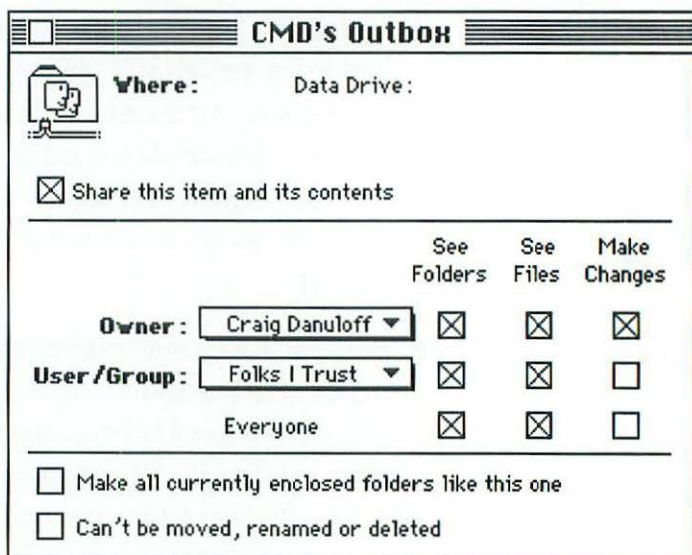 CMD's Outbox
Where: Data Drive:
Share this item and its contents
See Folders See Files Make Changes
Owner: Craig Danuloff
User/Group: Folks I Trust
Everyone
Make all currently enclosed folders like this one
Can't be moved, renamed or deleted